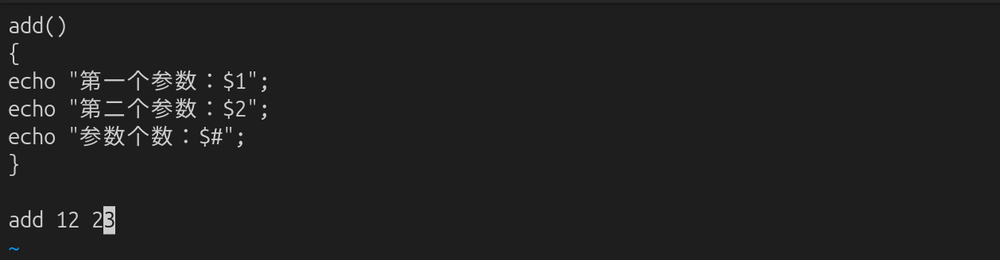 add()
{
echo "第一个参数：$1";
echo "第二个参数：$2";
echo "参数个数：$#";
}
add 12 23
~